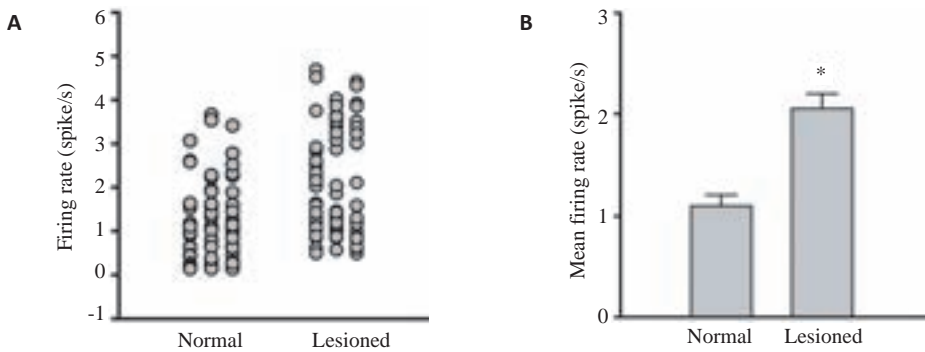 A
Firing rate (spike/s)
6
5
4
3
2
1
0
-1
Normal
Lesioned
B
Mean firing rate (spike/s)
3
2
1
0
*
Normal
Lesioned